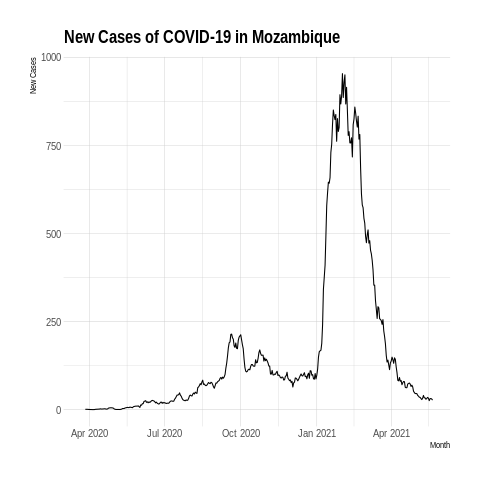 New Cases of COVID-19 in Mozambique
New Cases
1000
750
500
250
0
Apr 2020 Jul 2020 Oct 2020 Jan 2021 Apr 2021
Month